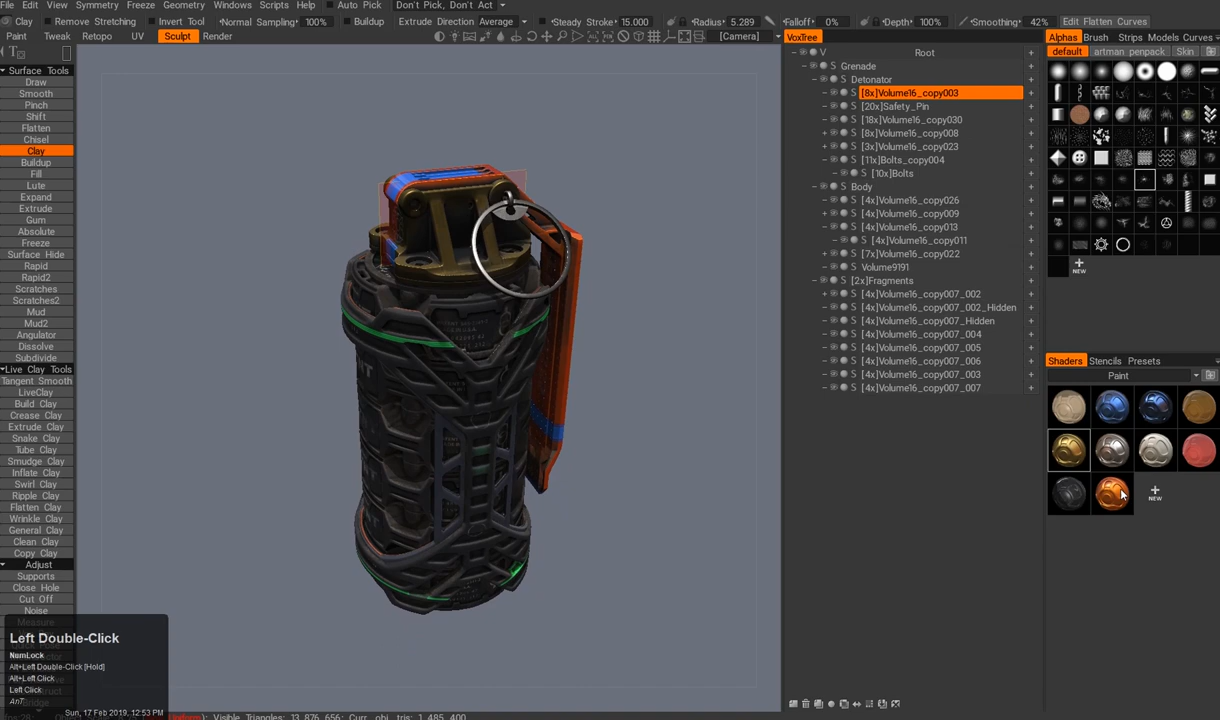 File Edit View Symmetry Freeze Geometry Textures Windows Scripts Help Auto Pick Don't Pick, Don't Act
Clay Remove Stretching Invert Tool Normal Sampling 100% Buildup Extrude Direction Average Steady Stroke 15.000 Radius 5.289 Falloff 0% Depth 100% Smoothing 42% Edit Flatten Curves
Paint Tweak Retopo UV Sculpt Render [Camera]
Surface Tools
Draw
Smooth
Pinch
Shift
Flatten
Chisel
Clay
Buildup
Fill
Lute
Expand
Extrude
Gum
Absolute
Freeze
Surface Hide
Rapid
Rapid2
Scratches
Scratches2
Mud
Mud2
Angulator
Dissolve
Subdivide
Live Clay Tools
Tangent Smooth
LiveClay
Build Clay
Crease Clay
Extrude Clay
Snake Clay
Tube Clay
Smudge Clay
Inflate Clay
Swirl Clay
Ripple Clay
Flatten Clay
Wrinkle Clay
General Clay
Clean Clay
Copy Clay
Adjust
Supports
Close Hole
Cut Off
Noise
Left Double-Click
NumLock
Alt+Left Double-Click [Hold]
Alt+Left Click
Left Click
Sun, 17 Feb 2019, 12:53 PM
Visible Triangles: 13 876 656; Curr. obj. tris: 1 485 400
VoxTree
V Root
S Grenade
S Detonator
S [8x]Volume16_copy003
S [20x]Safety_Pin
S [18x]Volume16_copy030
S [8x]Volume16_copy008
S [3x]Volume16_copy023
S [11x]Bolts_copy004
S [10x]Bolts
S Body
S [4x]Volume16_copy026
S [4x]Volume16_copy009
S [4x]Volume16_copy013
S [4x]Volume16_copy011
S [7x]Volume16_copy022
S Volume9191
S [2x]Fragments
S [4x]Volume16_copy007_002
S [4x]Volume16_copy007_002_Hidden
S [4x]Volume16_copy007_Hidden
S [4x]Volume16_copy007_004
S [4x]Volume16_copy007_005
S [4x]Volume16_copy007_006
S [4x]Volume16_copy007_003
S [4x]Volume16_copy007_007
Alphas Brush Strips Models Curves
default artman penpack Skin
NEW
Shaders Stencils Presets
Paint
NEW